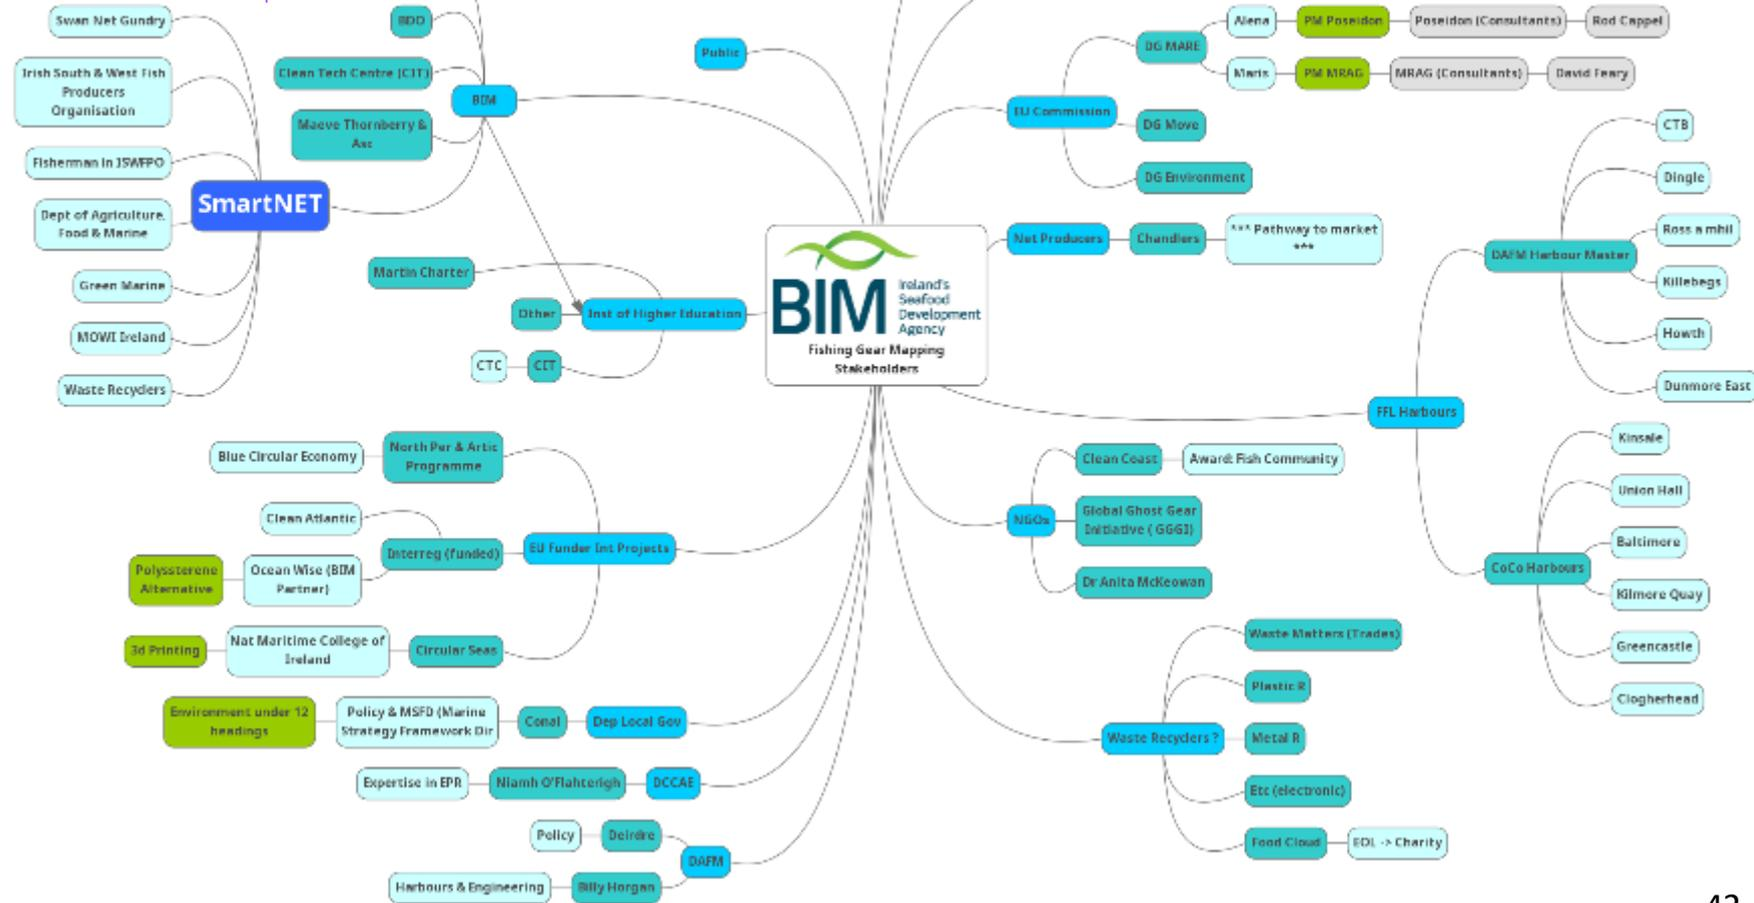 Swan Net Gundry
Irish South & West Fish
Producers
Organisation
Fisherman in ISWFPO
SmartNET
Dept of Agriculture,
Food & Marine
Green Marine
MOWI Ireland
Waste Recyclers
BDO
Clean Tech Centre (CIT)
Maeve Thornberry &
Asc
BIM
Public
Martin Charter
Other
Inst of Higher Education
CTC
CIT
BIM
Ireland's
Seafood
Development
Agency
Fishing Gear Mapping
Stakeholders
EU Commission
DG MARE
Alena
PM Poseidon
Poseidon (Consultants)
Rod Cappel
Maris
PM MRAG
MRAG (Consultants)
David Feary
DG Move
DG Environment
Net Producers
Chandlers
*** Pathway to market
***
FFL Harbours
DAFM Harbour Master
CTB
Dingle
Ross a mhil
Killebegs
Howth
Dunmore East
CoCo Harbours
Kinsale
Union Hall
Baltimore
Kilmore Quay
Greencastle
Clogherhead
NGOs
Clean Coast
Award: Fish Community
Global Ghost Gear
Initiative ( GGGI)
Dr Anita McKeowan
Waste Recyclers ?
Waste Matters (Trades)
Plastic R
Metal R
Etc (electronic)
Food Cloud
EOL -> Charity
Blue Circular Economy
North Per & Artic
Programme
Clean Atlantic
Interreg (funded)
EU Funder Int Projects
Polyssterene
Alternative
Ocean Wise (BIM
Partner)
3d Printing
Nat Maritime College of
Ireland
Circular Seas
Environment under 12
headings
Policy & MSFD (Marine
Strategy Framework Dir
Conal
Dep Local Gov
Expertise in EPR
Niamh O'Flahterigh
DCCAE
Policy
Deirdre
DAFM
Harbours & Engineering
Billy Horgan